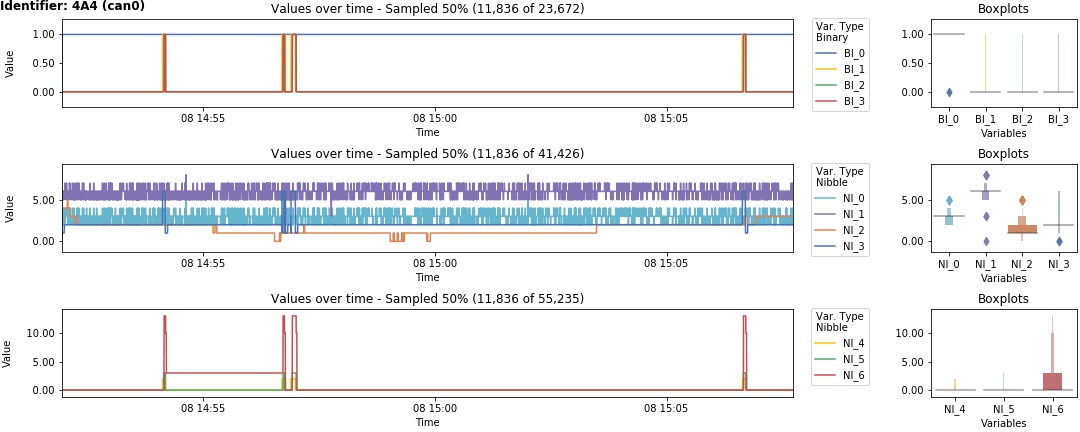 Identifier: 4A4 (can0)
Values over time - Sampled 50% (11,836 of 23,672)
Boxplots
Value
1.00
0.50
0.00
08 14:55
08 15:00
08 15:05
Time
Var. Type
Binary
BI_0
BI_1
BI_2
BI_3
1.00
0.50
0.00
BI_0
BI_1
BI_2
BI_3
Variables
Values over time - Sampled 50% (11,836 of 41,426)
Boxplots
Value
5.00
0.00
08 14:55
08 15:00
08 15:05
Time
Var. Type
Nibble
NI_0
NI_1
NI_2
NI_3
5.00
0.00
NI_0
NI_1
NI_2
NI_3
Variables
Values over time - Sampled 50% (11,836 of 55,235)
Boxplots
Value
10.00
5.00
0.00
08 14:55
08 15:00
08 15:05
Time
Var. Type
Nibble
NI_4
NI_5
NI_6
10.00
5.00
0.00
NI_4
NI_5
NI_6
Variables